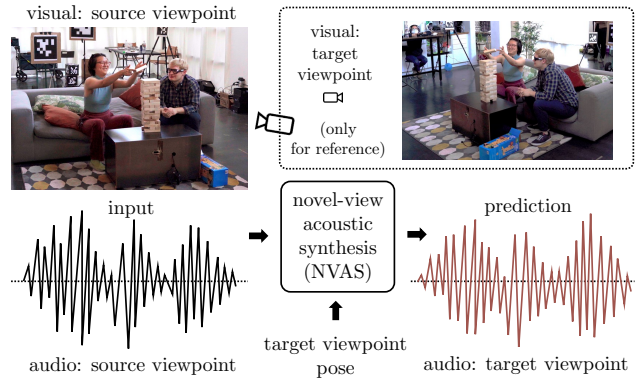 visual: source viewpoint
visual:
target
viewpoint
(only
for reference)
input
novel-view
acoustic
synthesis
(NVAS)
prediction
audio: source viewpoint
target viewpoint
pose
audio: target viewpoint